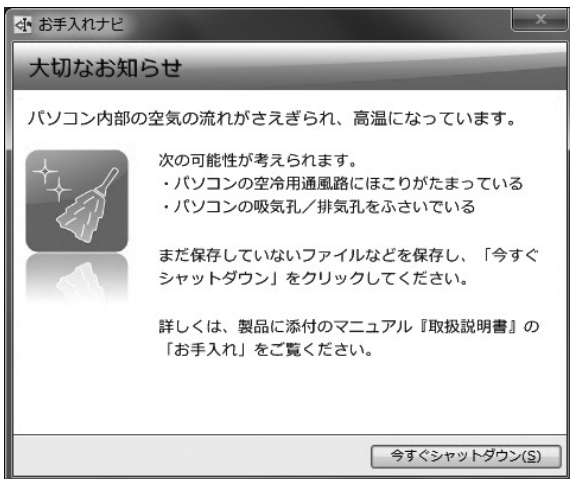 お手入れナビ
大切なお知らせ
パソコン内部の空気の流れがさえぎられ、高温になっています。
次の可能性が考えられます。
・パソコンの空冷用通風路にほこりがたまっている
・パソコンの吸気孔／排気孔をふさいでいる
まだ保存していないファイルなどを保存し、「今すぐ
シャットダウン」をクリックしてください。
詳しくは、製品に添付のマニュアル『取扱説明書』の
「お手入れ」をご覧ください。
今すぐシャットダウン(S)